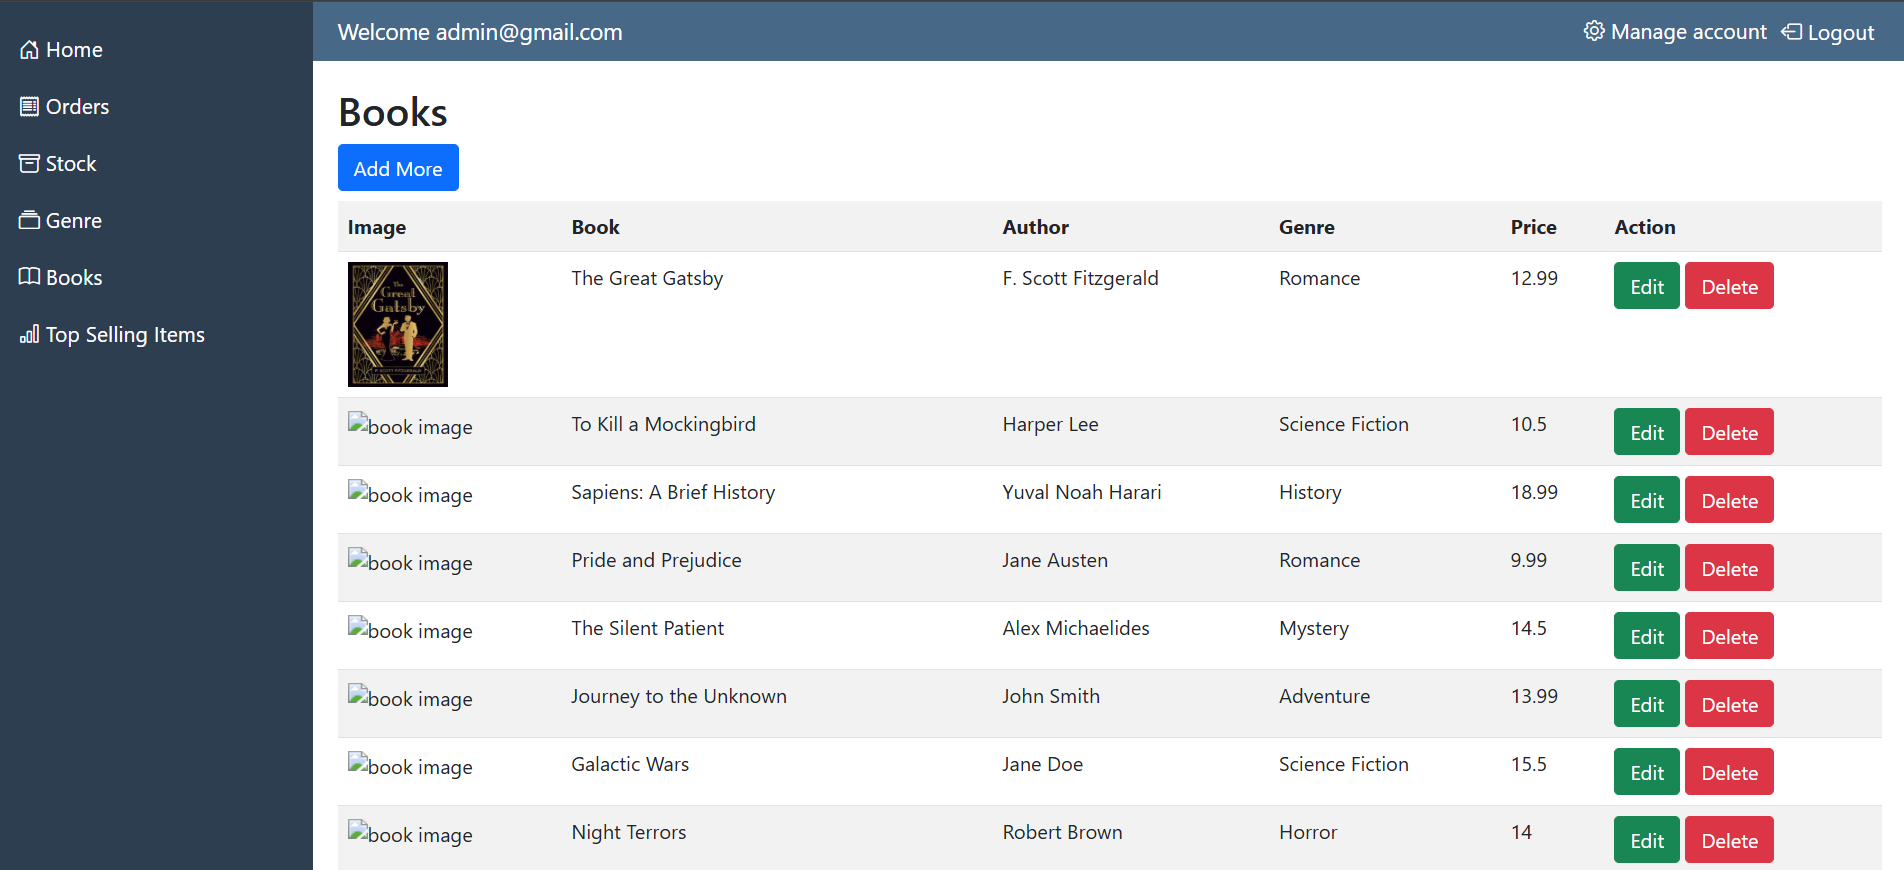 Home
Orders
Stock
Genre
Books
Top Selling Items
Welcome admin@gmail.com
Manage account Logout
Books
Add More
Image Book Author Genre Price Action
The Great Gatsby F. Scott Fitzgerald Romance 12.99 Edit Delete
The
Great
Gatsby
F. SCOTT FITZGERALD
book image To Kill a Mockingbird Harper Lee Science Fiction 10.5 Edit Delete
book image Sapiens: A Brief History Yuval Noah Harari History 18.99 Edit Delete
book image Pride and Prejudice Jane Austen Romance 9.99 Edit Delete
book image The Silent Patient Alex Michaelides Mystery 14.5 Edit Delete
book image Journey to the Unknown John Smith Adventure 13.99 Edit Delete
book image Galactic Wars Jane Doe Science Fiction 15.5 Edit Delete
book image Night Terrors Robert Brown Horror 14 Edit Delete